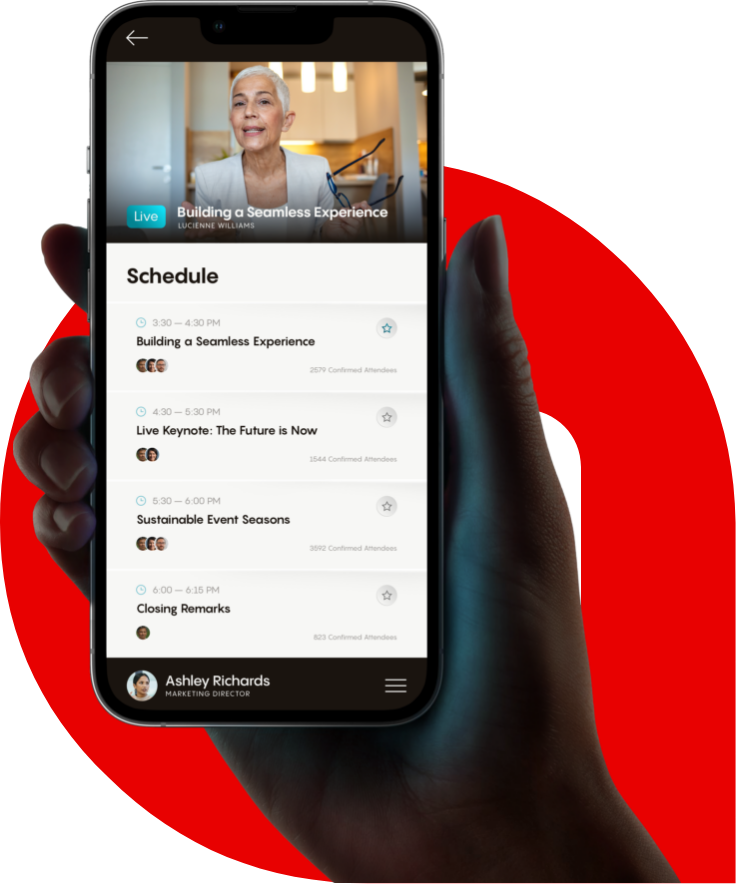 Live
Building a Seamless Experience
LUCIENNE WILLIAMS
Schedule
3:30 — 4:30 PM
Building a Seamless Experience
2579 Confirmed Attendees
4:30 — 5:30 PM
Live Keynote: The Future is Now
1544 Confirmed Attendees
5:30 — 6:00 PM
Sustainable Event Seasons
3592 Confirmed Attendees
6:00 — 6:15 PM
Closing Remarks
823 Confirmed Attendees
Ashley Richards
MARKETING DIRECTOR